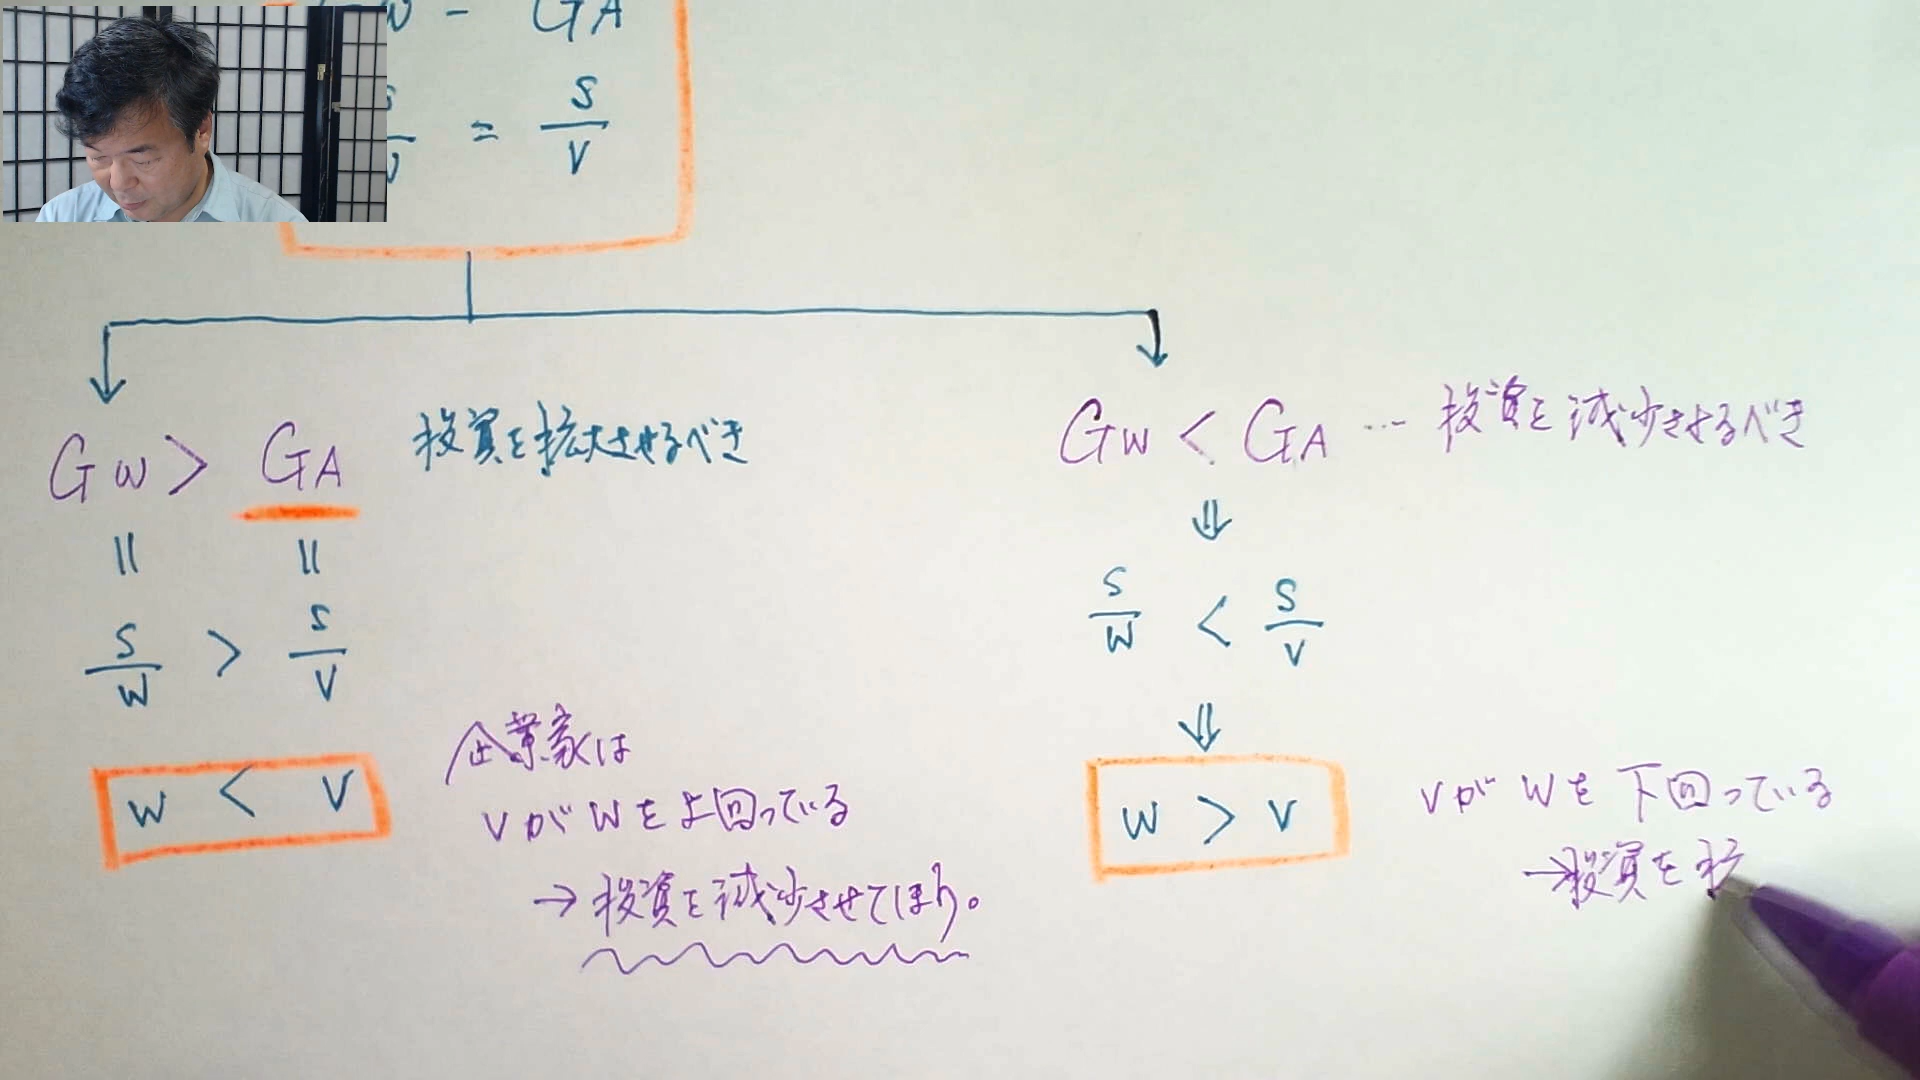 W = GA
S/V = S/V
GW > GA 投資を拡大させるべき
GW < GA … 投資を減少させるべき
|| ||
⇓
S/W > S/V
S/W < S/V
⇓
w < v
企業家は
VがWを上回っている
→ 投資を減少させてほり。
w > v
VがWを下回っている
→投資を拡